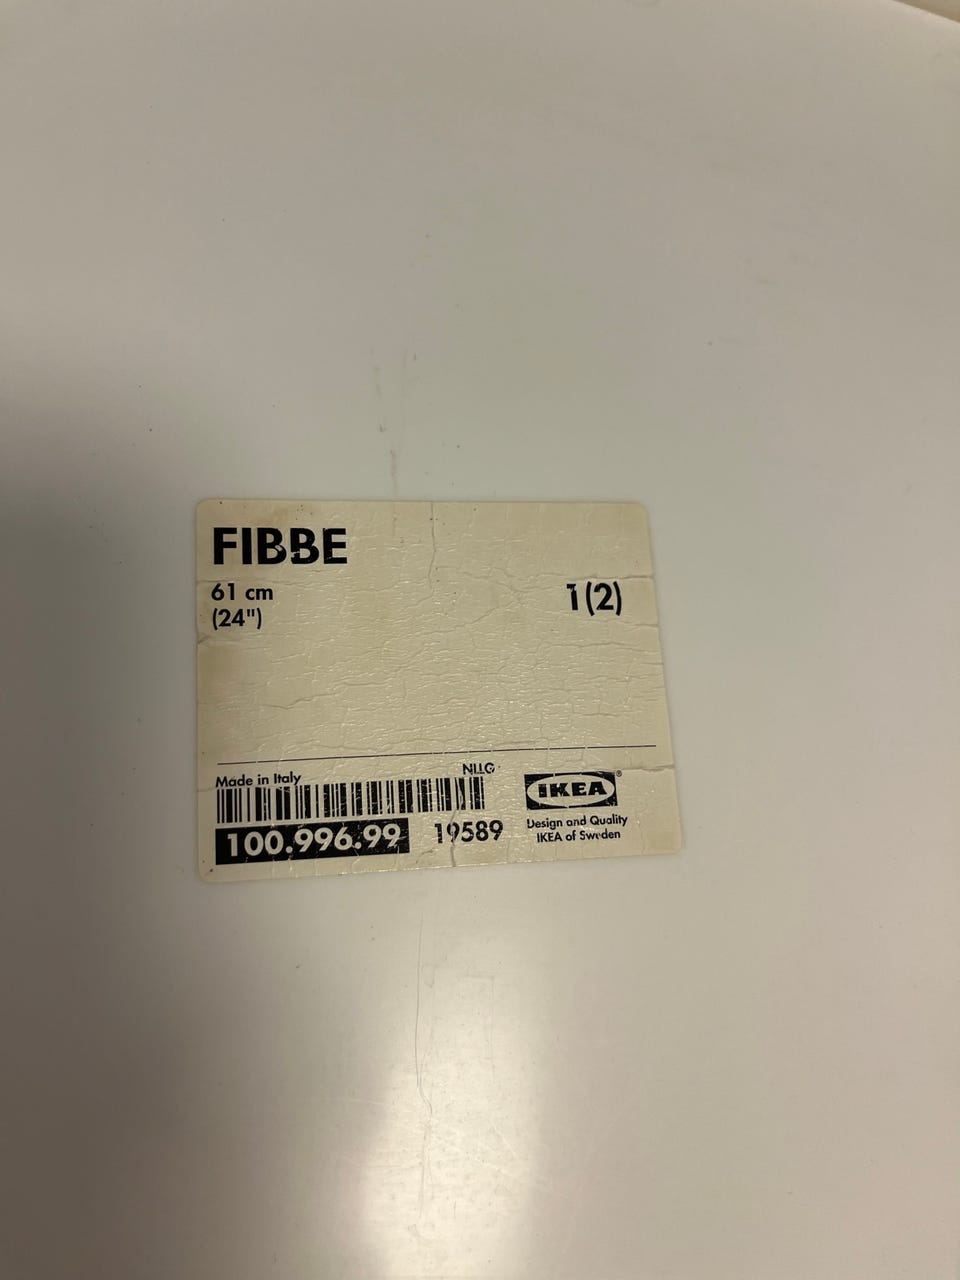 FIBBE
61 cm
(24")
1(2)
Made in Italy
NLLG
100.996.99
19589
IKEA®
Design and Quality
IKEA of Sweden